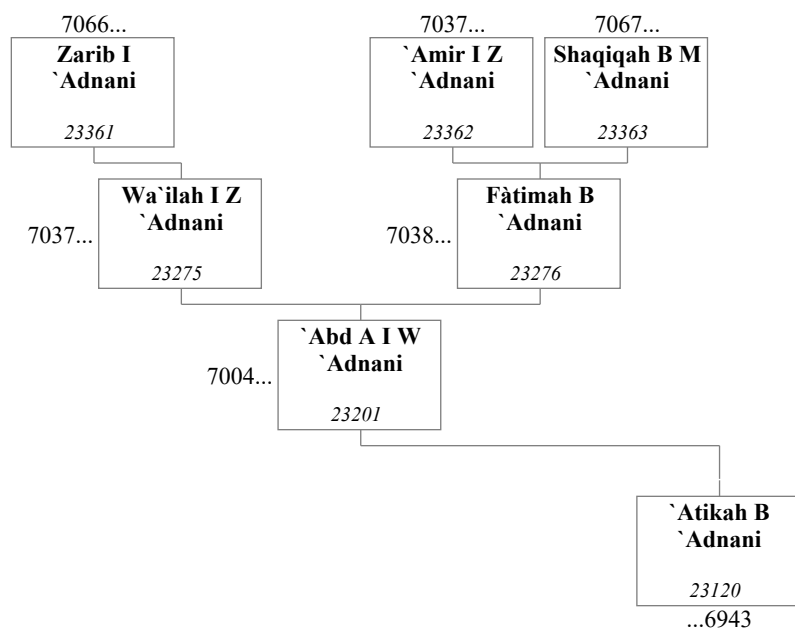 7066...
Zarib I
`Adnani
23361
7037...
`Amir I Z
`Adnani
23362
7067...
Shaqiqah B M
`Adnani
23363
7037...
Wa`ilah I Z
`Adnani
23275
7038...
Fàtimah B
`Adnani
23276
7004...
`Abd A I W
`Adnani
23201
`Atikah B
`Adnani
23120
...6943